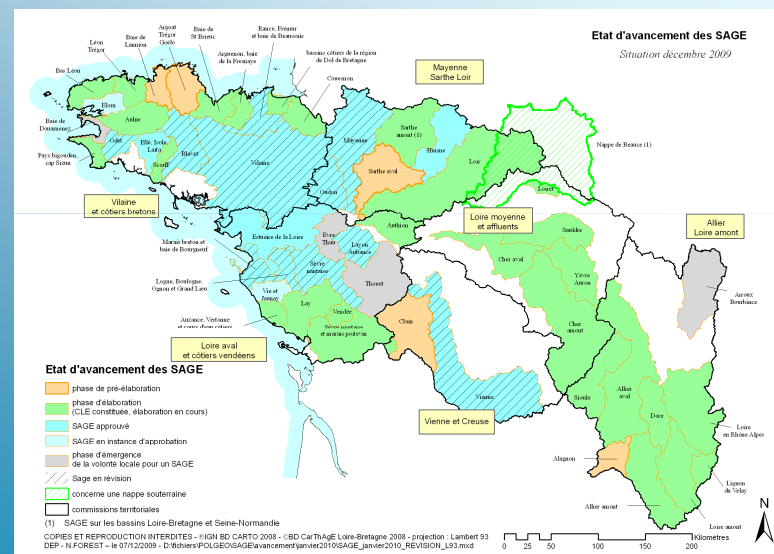 Etat d'avancement des SAGE
Situation décembre 2009
Argoat
Trégor
Goëlo
Léon
Trégor
Baie de
Lannion
Baie de
St Brieuc
Rance, Frémur
et baie de Beaussais
Arguenon, baie
de la Fresnaye
bassins côtiers de la région
de Dol de Bretagne
Couesnon
Bas Léon
Elorn
Baie de
Douarnenez
Aulne
Odet
Pays bigouden,
cap Sizun
Ellé, Isole,
Laïta
Scorff
Blavet
Vilaine
Vilaine
et côtiers bretons
Mayenne
Sarthe Loir
Mayenne
Sarthe
amont (1)
Huisne
Sarthe aval
Loir
Oudon
Nappe de Beauce (1)
Loiret
Loire moyenne
et affluents
Allier
Loire amont
Marais breton et
baie de Bourgneuf
Estuaire de la Loire
Evre
Thau
Layon
Aubance
Authion
Sèvre
nantaise
Thouet
Logne, Boulogne,
Ognon et Grand Lieu
Vie et
Jaunay
Auzance, Vertonne
et cours d'eau côtiers
Lay
Vendée
Sèvre niortaise
et marais poitevin
Loire aval
et côtiers vendéens
Clain
Vienne
Vienne et Creuse
Sauldre
Cher aval
Yèvre
Auron
Cher
amont
Arroux
Bourbince
Sioule
Allier
aval
Dore
Loire
en Rhône Alpes
Alagnon
Lignon
du Velay
Allier amont
Loire amont
Etat d'avancement des SAGE
phase de pré-élaboration
phase d'élaboration
(CLE constituée, élaboration en cours)
SAGE approuvé
SAGE en instance d'approbation
phase d'émergence
de la volonté locale pour un SAGE
Sage en révision
concerne une nappe souterraine
commissions territoriales
(1) SAGE sur les bassins Loire-Bretagne et Seine-Normandie
COPIES ET REPRODUCTION INTERDITES - ©IGN BD CARTO 2008 - ©BD CarThAgE Loire-Bretagne 2008 - projection : Lambert 93
DEP - N.FOREST – le 07/12/2009 - D:\fichiers\POLGEO\SAGE\avancement\janvier2010\SAGE_janvier2010_REVISION_L93.mxd
0 25 50 100 150 200
Kilomètres
N